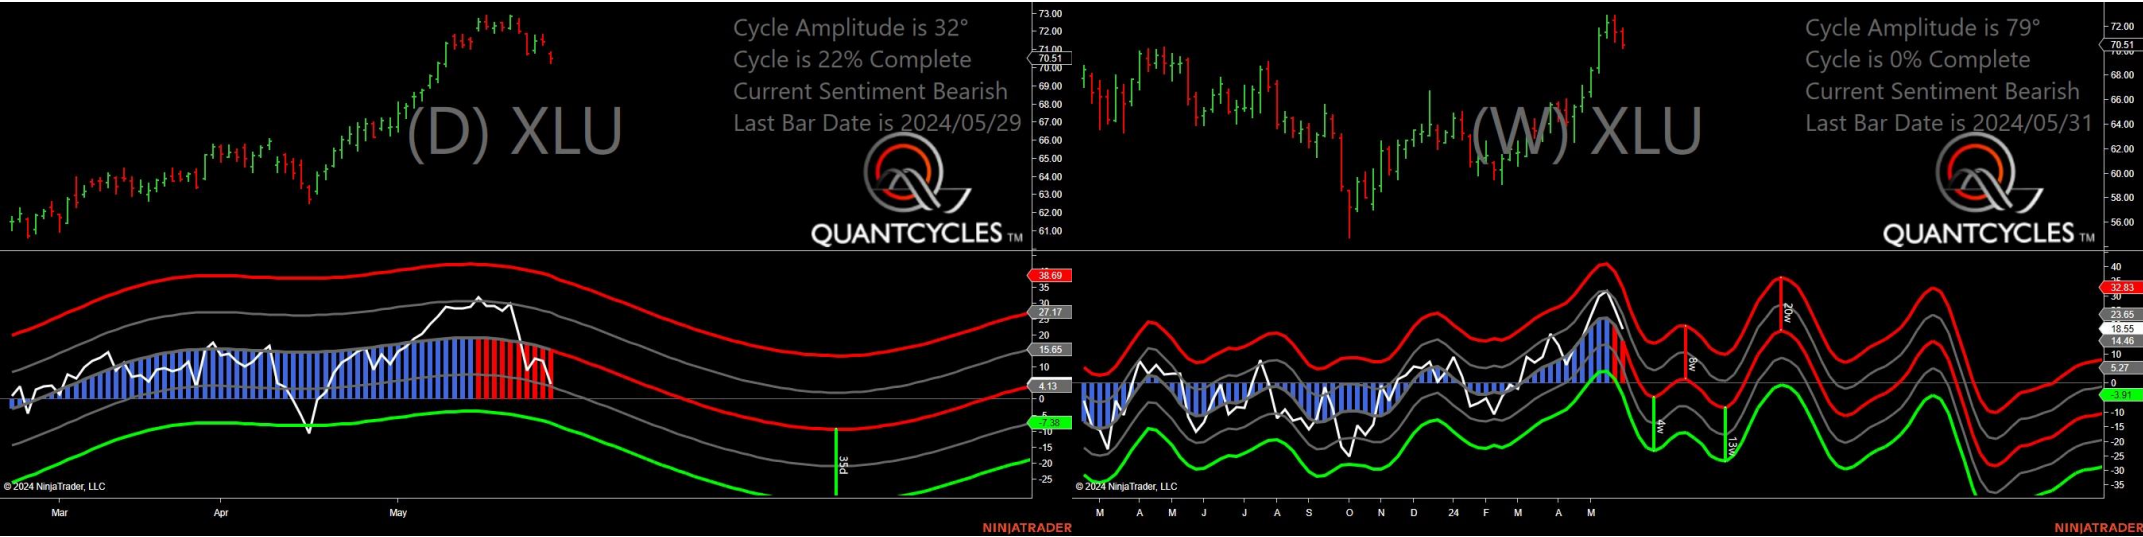 Cycle Amplitude is 32°
Cycle is 22% Complete
Current Sentiment Bearish
Last Bar Date is 2024/05/29
(D) XLU
QUANTCYCLES TM
73.00
72.00
71.00
70.51
70.00
69.00
68.00
67.00
66.00
65.00
64.00
63.00
62.00
61.00
38.69
35
30
27.17
25
20
15.65
4.13
0
-5
-7.38
-10
-15
-20
-25
35d
© 2024 NinjaTrader, LLC
Mar Apr May
NINJATRADER
Cycle Amplitude is 79°
Cycle is 0% Complete
Current Sentiment Bearish
Last Bar Date is 2024/05/31
(W) XLU
QUANTCYCLES TM
72.00
70.51
70.00
68.00
66.00
64.00
62.00
60.00
58.00
56.00
40
35
32.83
30
23.65
18.55
14.46
10
5.27
0
-3.91
-10
-15
-20
-25
-30
-35
4w
8w
13w
20w
© 2024 NinjaTrader, LLC
M A M J J A S O N D 24 F M A M
NINJATRADER